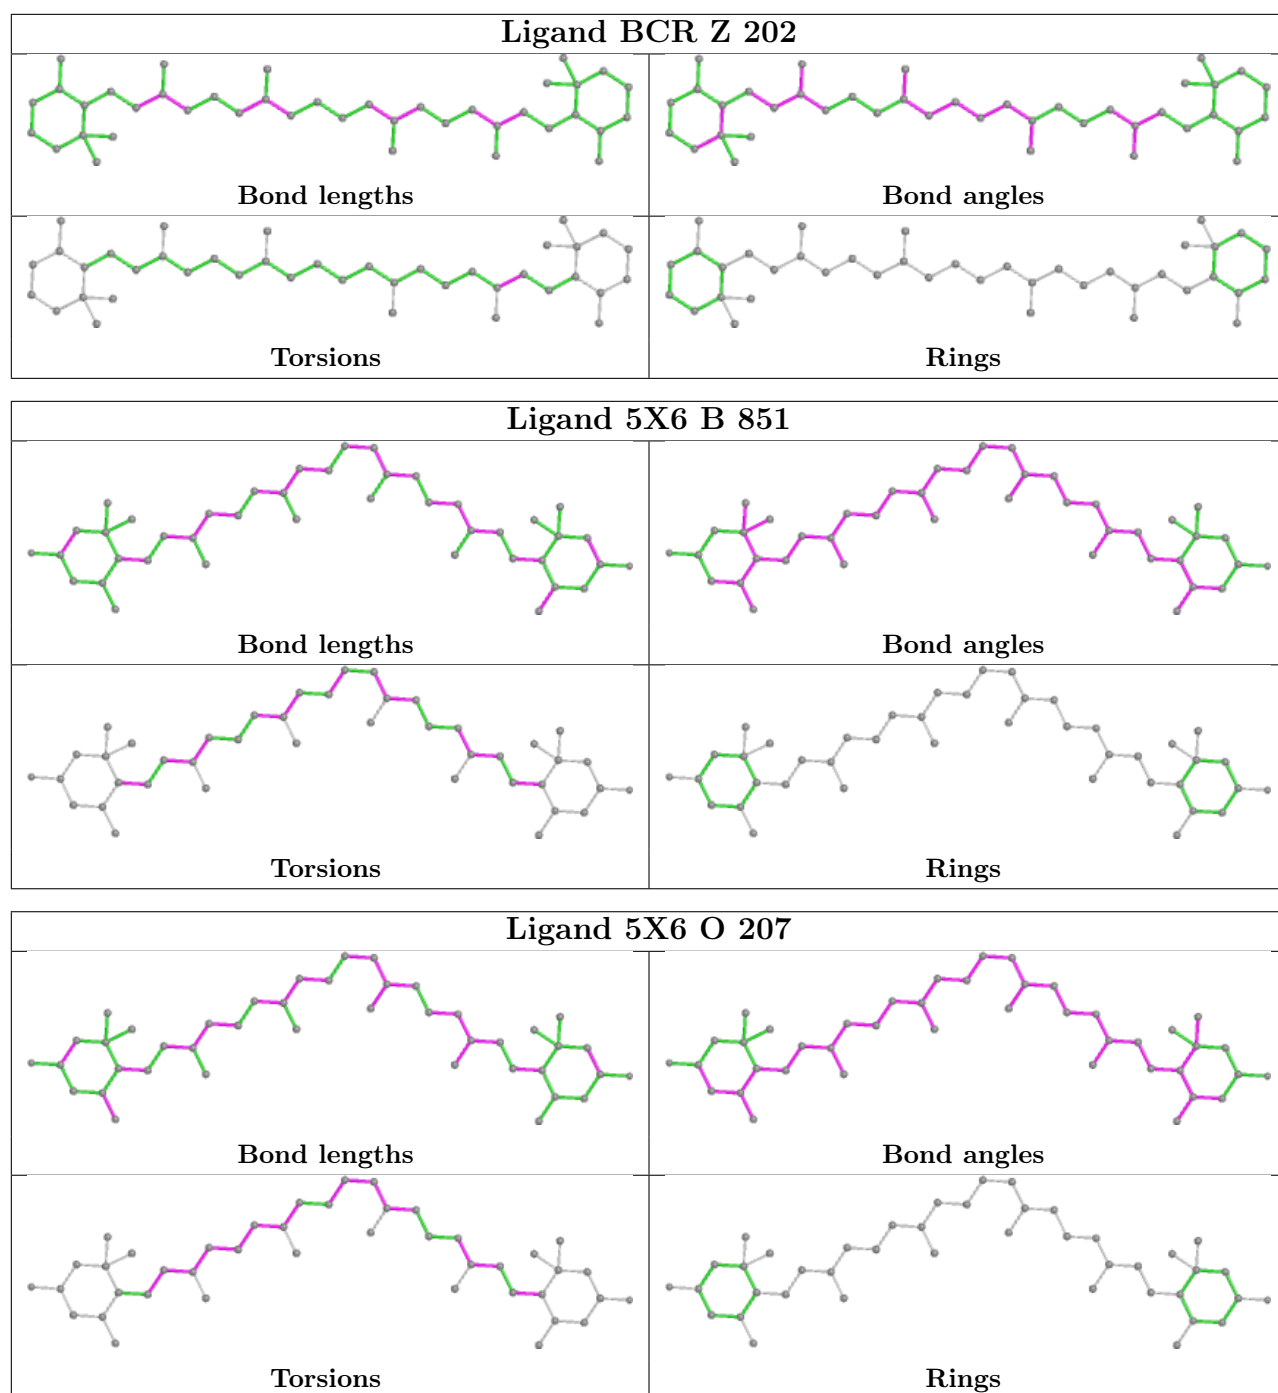 Ligand BCR Z 202
Bond lengths
Bond angles
Torsions
Rings
Ligand 5X6 B 851
Bond lengths
Bond angles
Torsions
Rings
Ligand 5X6 O 207
Bond lengths
Bond angles
Torsions
Rings